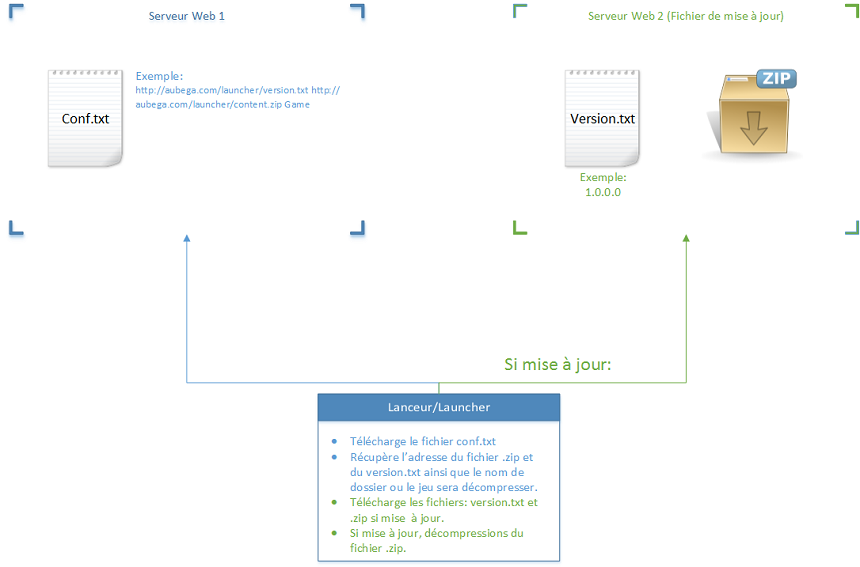 Serveur Web 1
Serveur Web 2 (Fichier de mise à jour)
Conf.txt
Exemple:
http://aubega.com/launcher/version.txt http://
aubega.com/launcher/content.zip Game
Version.txt
Exemple:
1.0.0.0
ZIP
Si mise à jour:
Lanceur/Launcher
• Télécharge le fichier conf.txt
• Récupère l'adresse du fichier .zip et
du version.txt ainsi que le nom de
dossier ou le jeu sera décompresser.
• Télécharge les fichiers: version.txt et
.zip si mise à jour.
• Si mise à jour, décompressions du
fichier .zip.